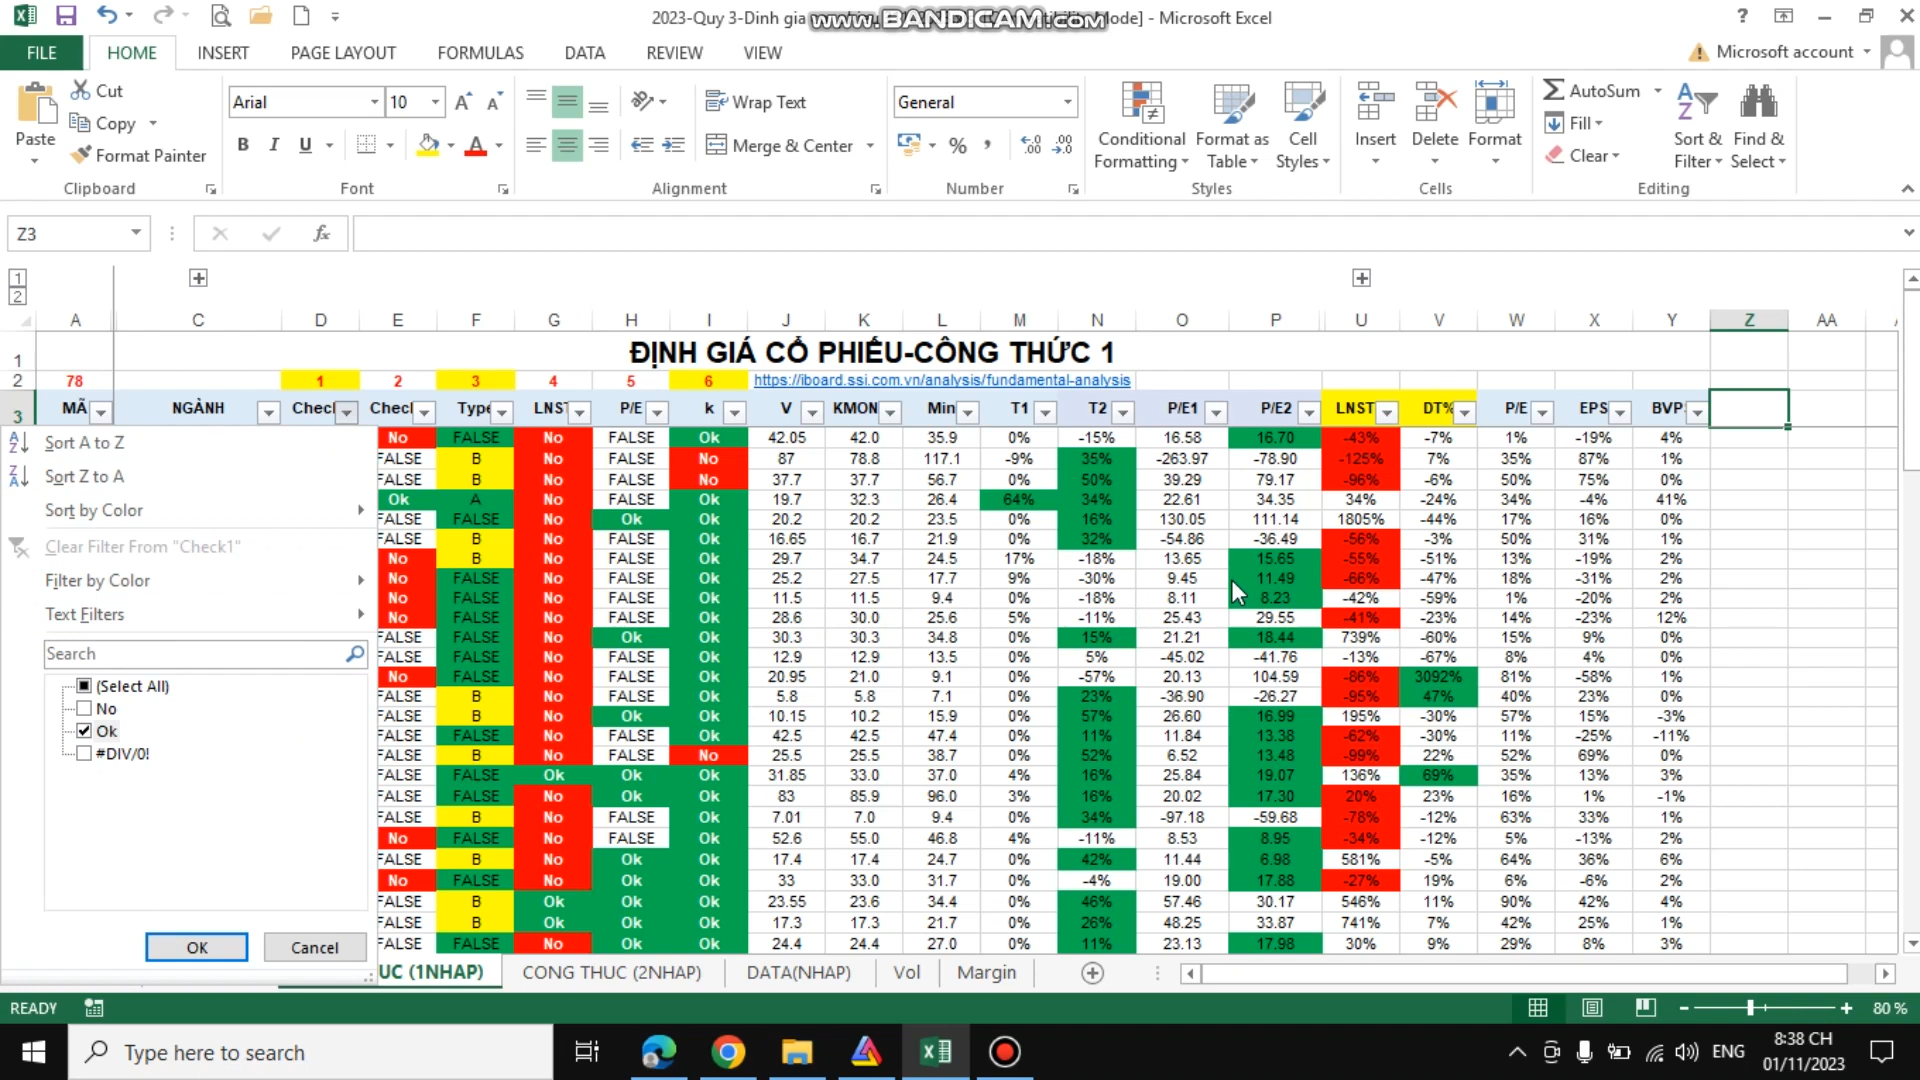 2023-Quy 3-Dinh gia Mode] - Microsoft Excel
www.BANDICAM.com
FILE HOME INSERT PAGE LAYOUT FORMULAS DATA REVIEW VIEW Microsoft account
Paste Cut Copy Format Painter Clipboard
Arial 10 B I U A Font
Wrap Text Merge & Center Alignment
General % , Number
Conditional Formatting Format as Table Cell Styles Styles
Insert Delete Format Cells
AutoSum Fill Clear Sort & Filter Find & Select Editing
Z3 fx
1
2
A C D E F G H I J K L M N O P U V W X Y Z AA
1 ĐỊNH GIÁ CỔ PHIẾU-CÔNG THỨC 1
2 78 1 2 3 4 5 6 https://iboard.ssi.com.vn/analysis/fundamental-analysis
3 MÃ NGÀNH Chec Chec Type LNST P/E k V KMON Min T1 T2 P/E1 P/E2 LNST DT% P/E EPS BVP
No FALSE No FALSE Ok 42.05 42.0 35.9 0% -15% 16.58 16.70 -43% -7% 1% -19% 4%
FALSE B No FALSE No 87 78.8 117.1 -9% 35% -263.97 -78.90 -125% 7% 35% 87% 1%
FALSE B No FALSE No 37.7 37.7 56.7 0% 50% 39.29 79.17 -96% -6% 50% 75% 0%
Ok A No FALSE Ok 19.7 32.3 26.4 64% 34% 22.61 34.35 34% -24% 34% -4% 41%
FALSE FALSE No Ok Ok 20.2 20.2 23.5 0% 16% 130.05 111.14 1805% -44% 17% 16% 0%
FALSE B No FALSE Ok 16.65 16.7 21.9 0% 32% -54.86 -36.49 -56% -3% 50% 31% 1%
No B No FALSE Ok 29.7 34.7 24.5 17% -18% 13.65 15.65 -55% -51% 13% -19% 2%
No FALSE No FALSE Ok 25.2 27.5 17.7 9% -30% 9.45 11.49 -66% -47% 18% -31% 2%
No FALSE No FALSE Ok 11.5 11.5 9.4 0% -18% 8.11 8.23 -42% -59% 1% -20% 2%
No FALSE No FALSE Ok 28.6 30.0 25.6 5% -11% 25.43 29.55 -41% -23% 14% -23% 12%
FALSE FALSE No Ok Ok 30.3 30.3 34.8 0% 15% 21.21 18.44 739% -60% 15% 9% 0%
FALSE FALSE No FALSE Ok 12.9 12.9 13.5 0% 5% -45.02 -41.76 -13% -67% 8% 4% 0%
No FALSE No FALSE Ok 20.95 21.0 9.1 0% -57% 20.13 104.59 -86% 3092% 81% -58% 1%
FALSE B No FALSE Ok 5.8 5.8 7.1 0% 23% -36.90 -26.27 -95% 47% 40% 23% 0%
FALSE B No Ok Ok 10.15 10.2 15.9 0% 57% 26.60 16.99 195% -30% 57% 15% -3%
FALSE FALSE No FALSE Ok 42.5 42.5 47.4 0% 11% 11.84 13.38 -62% -30% 11% -25% -11%
FALSE B No FALSE No 25.5 25.5 38.7 0% 52% 6.52 13.48 -99% 22% 52% 69% 0%
FALSE FALSE Ok Ok Ok 31.85 33.0 37.0 4% 16% 25.84 19.07 136% 69% 35% 13% 3%
FALSE FALSE No Ok Ok 83 85.9 96.0 3% 16% 20.02 17.30 20% 23% 16% 1% -1%
FALSE B No FALSE Ok 7.01 7.0 9.4 0% 34% -97.18 -59.68 -78% -12% 63% 33% 1%
No FALSE No FALSE Ok 52.6 55.0 46.8 4% -11% 8.53 8.95 -34% -12% 5% -13% 2%
FALSE B No Ok Ok 17.4 17.4 24.7 0% 42% 11.44 6.98 581% -5% 64% 36% 6%
No FALSE No Ok Ok 33 33.0 31.7 0% -4% 19.00 17.88 -27% 19% 6% -6% 2%
FALSE B Ok Ok Ok 23.55 23.6 34.4 0% 46% 57.46 30.17 546% 11% 90% 42% 4%
FALSE B Ok Ok Ok 17.3 17.3 21.7 0% 26% 48.25 33.87 741% 7% 42% 25% 1%
FALSE FALSE No Ok Ok 24.4 24.4 27.0 0% 11% 23.13 17.98 30% 9% 29% 8% 3%
Sort A to Z
Sort Z to A
Sort by Color
Clear Filter From "Check1"
Filter by Color
Text Filters
Search
(Select All)
No
Ok
#DIV/0!
OK Cancel
UC (1NHAP) CONG THUC (2NHAP) DATA(NHAP) Vol Margin
READY 80 %
Type here to search ENG 8:38 CH
01/11/2023